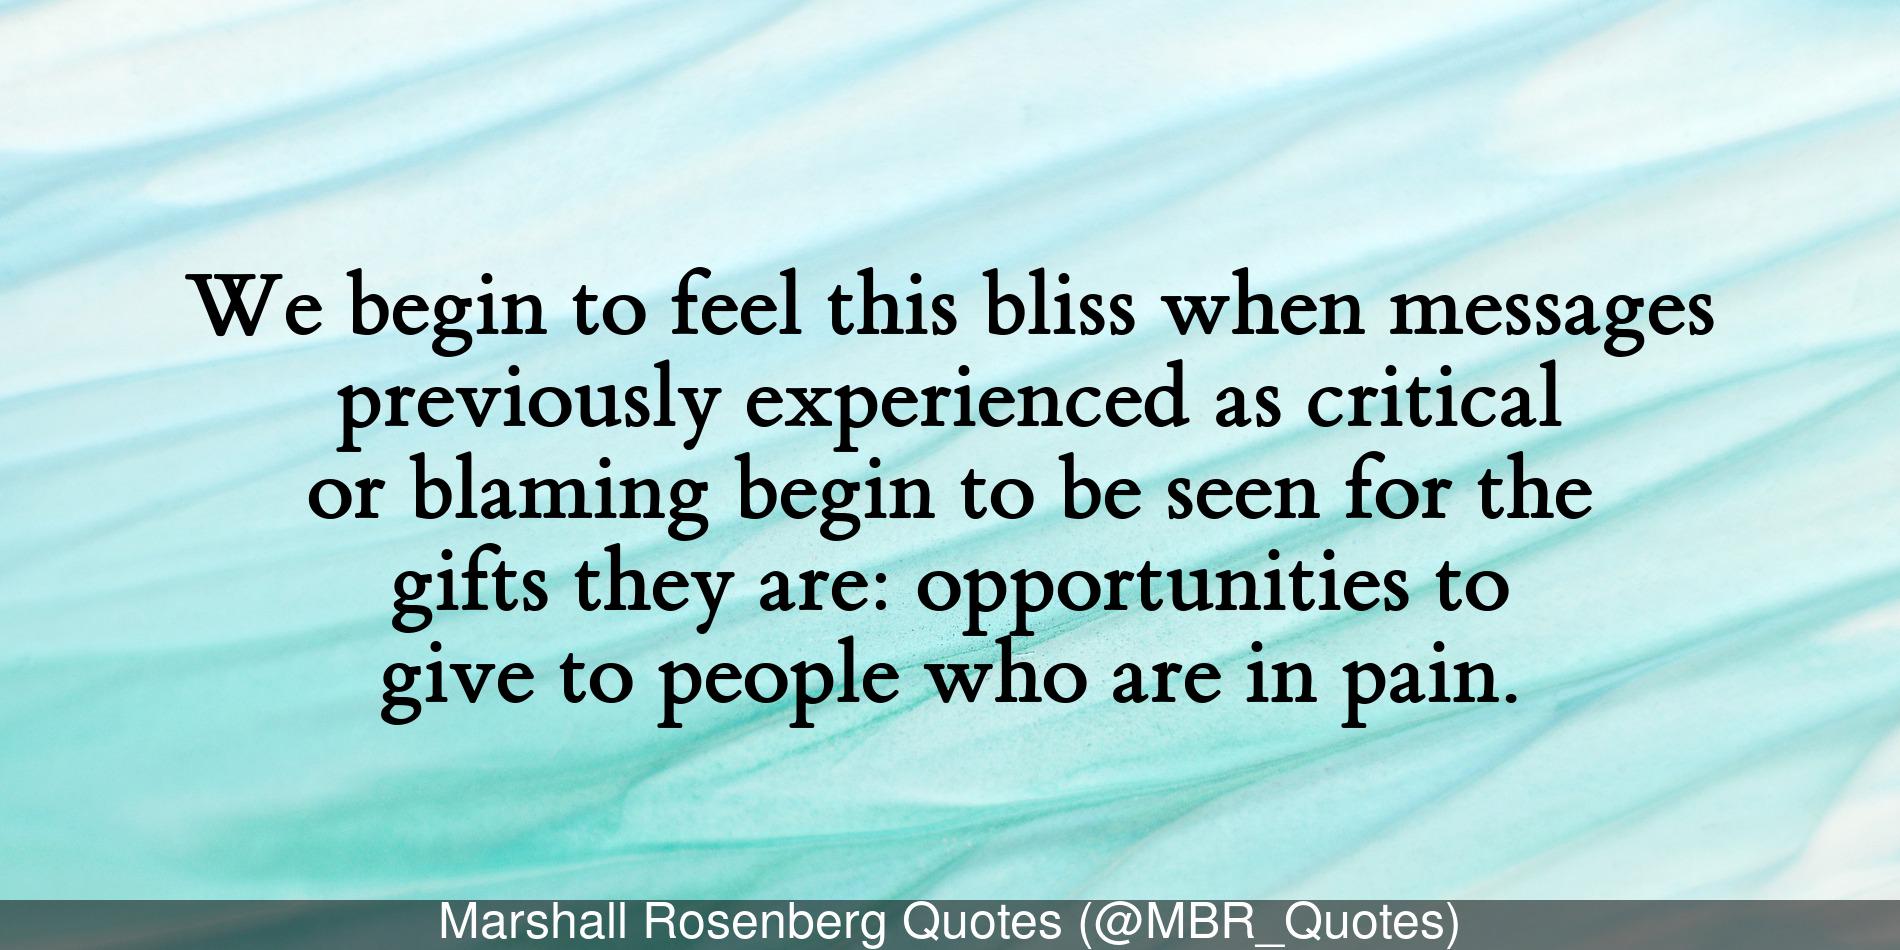 We begin to feel this bliss when messages
previously experienced as critical
or blaming begin to be seen for the
gifts they are: opportunities to
give to people who are in pain.
Marshall Rosenberg Quotes (@MBR_Quotes)